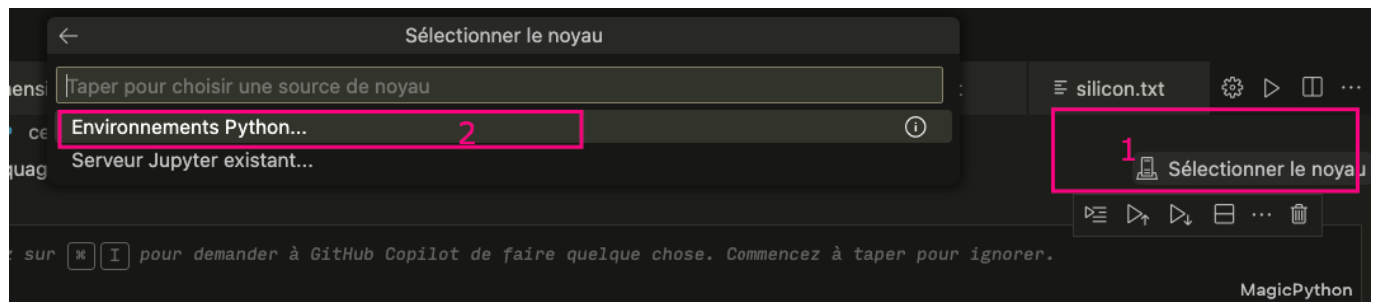 Sélectionner le noyau
Taper pour choisir une source de noyau
silicon.txt
Environnements Python...
2
Serveur Jupyter existant...
1
Sélectionner le noyau
sur ⌘ I pour demander à GitHub Copilot de faire quelque chose. Commencez à taper pour ignorer.
MagicPython